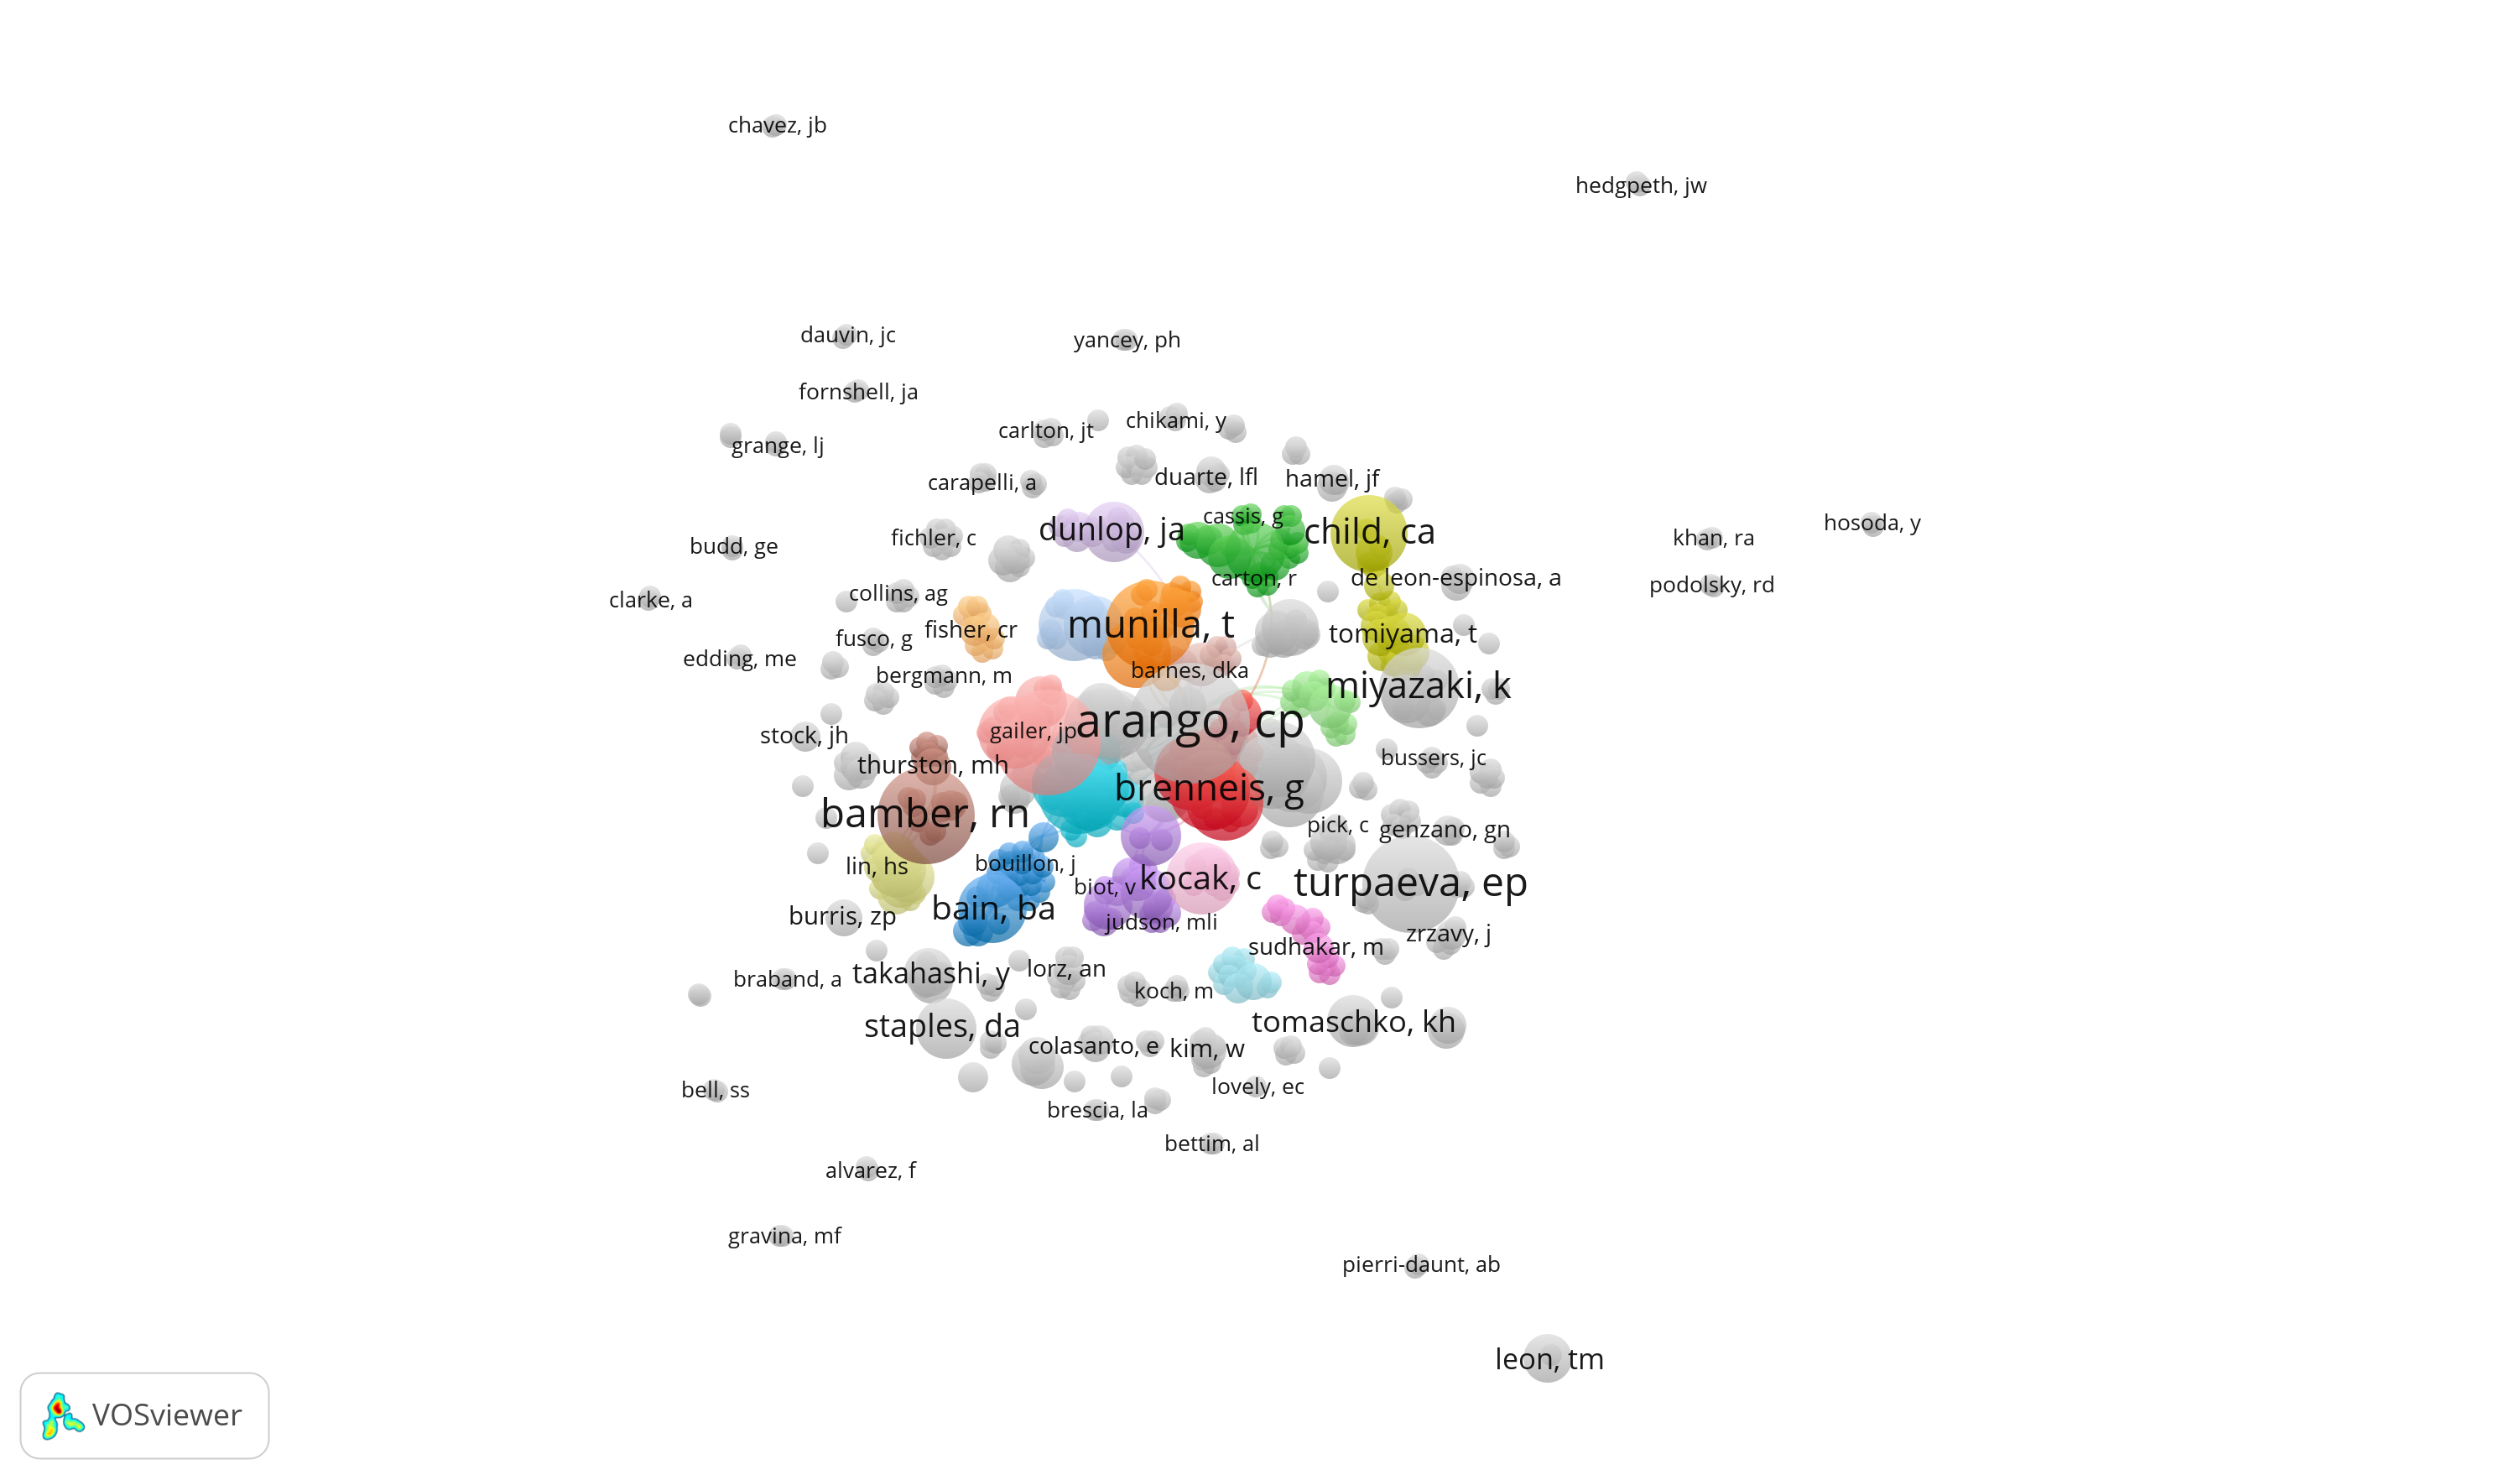 chavez, jb
hedgpeth, jw
dauvin, jc
yancey, ph
fornshell, ja
chikami, y
carlton, jt
grange, lj
duarte, lfl
hamel, jf
carapelli, a
cassis, g
hosoda, y
dunlop, ja
child, ca
fichler, c
khan, ra
budd, ge
carton, r
de leon-espinosa, a
podolsky, rd
collins, ag
clarke, a
munilla, t
fisher, cr
tomiyama, t
fusco, g
edding, me
barnes, dka
bergmann, m
miyazaki, k
arango, cp
gailer, jp
stock, jh
bussers, jc
thurston, mh
brenneis, g
bamber, rn
pick, c
genzano, gn
bouillon, j
lin, hs
kocak, c
turpaeva, ep
biot, v
bain, ba
burris, zp
judson, mli
zrzavy, j
sudhakar, m
lorz, an
takahashi, y
braband, a
koch, m
staples, da
tomaschko, kh
colasanto, e
kim, w
bell, ss
lovely, ec
brescia, la
bettim, al
alvarez, f
gravina, mf
pierri-daunt, ab
leon, tm
VOSviewer